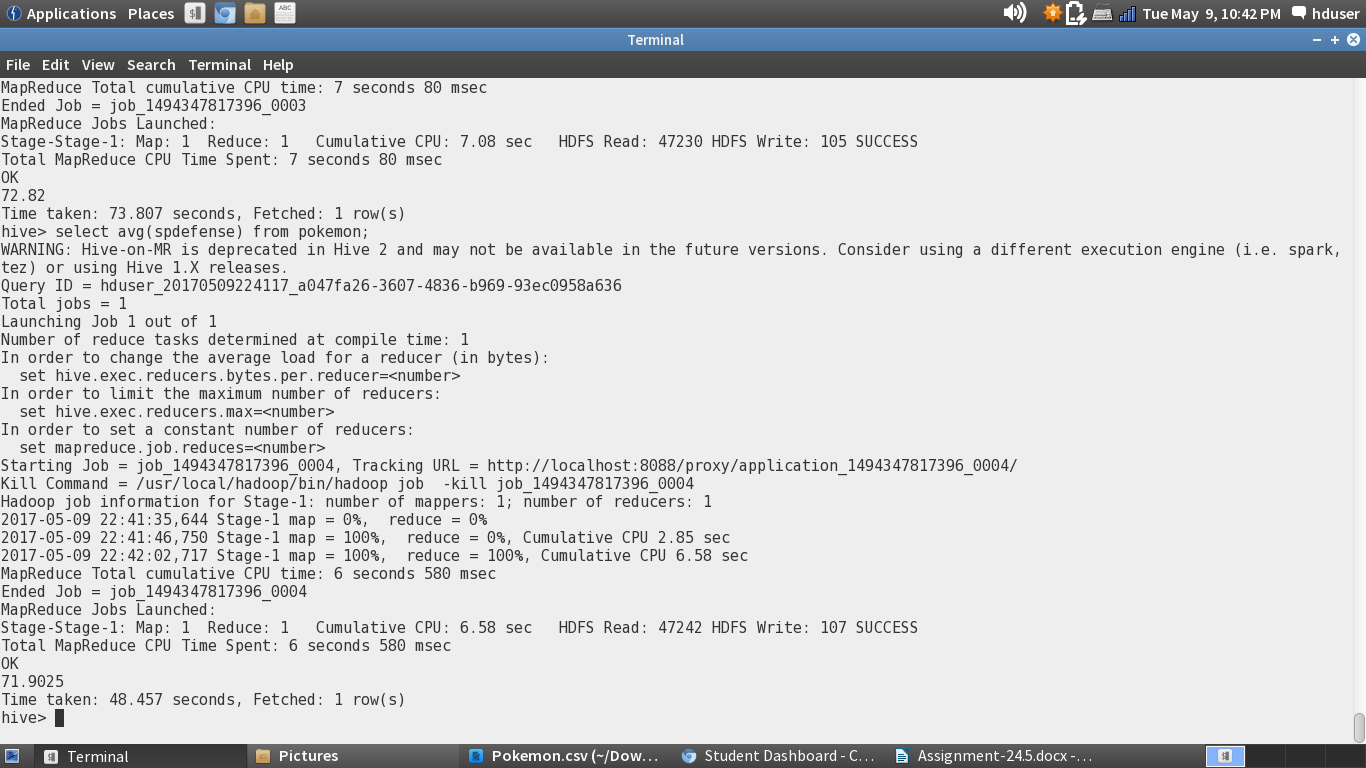 Applications Places Tue May 9, 10:42 PM hduser
Terminal
File Edit View Search Terminal Help
MapReduce Total cumulative CPU time: 7 seconds 80 msec
Ended Job = job_1494347817396_0003
MapReduce Jobs Launched:
Stage-Stage-1: Map: 1  Reduce: 1   Cumulative CPU: 7.08 sec   HDFS Read: 47230 HDFS Write: 105 SUCCESS
Total MapReduce CPU Time Spent: 7 seconds 80 msec
OK
72.82
Time taken: 73.807 seconds, Fetched: 1 row(s)
hive> select avg(spdefense) from pokemon;
WARNING: Hive-on-MR is deprecated in Hive 2 and may not be available in the future versions. Consider using a different execution engine (i.e. spark,
tez) or using Hive 1.X releases.
Query ID = hduser_20170509224117_a047fa26-3607-4836-b969-93ec0958a636
Total jobs = 1
Launching Job 1 out of 1
Number of reduce tasks determined at compile time: 1
In order to change the average load for a reducer (in bytes):
  set hive.exec.reducers.bytes.per.reducer=<number>
In order to limit the maximum number of reducers:
  set hive.exec.reducers.max=<number>
In order to set a constant number of reducers:
  set mapreduce.job.reduces=<number>
Starting Job = job_1494347817396_0004, Tracking URL = http://localhost:8088/proxy/application_1494347817396_0004/
Kill Command = /usr/local/hadoop/bin/hadoop job  -kill job_1494347817396_0004
Hadoop job information for Stage-1: number of mappers: 1; number of reducers: 1
2017-05-09 22:41:35,644 Stage-1 map = 0%,  reduce = 0%
2017-05-09 22:41:46,750 Stage-1 map = 100%,  reduce = 0%, Cumulative CPU 2.85 sec
2017-05-09 22:42:02,717 Stage-1 map = 100%,  reduce = 100%, Cumulative CPU 6.58 sec
MapReduce Total cumulative CPU time: 6 seconds 580 msec
Ended Job = job_1494347817396_0004
MapReduce Jobs Launched:
Stage-Stage-1: Map: 1  Reduce: 1   Cumulative CPU: 6.58 sec   HDFS Read: 47242 HDFS Write: 107 SUCCESS
Total MapReduce CPU Time Spent: 6 seconds 580 msec
OK
71.9025
Time taken: 48.457 seconds, Fetched: 1 row(s)
hive>
Terminal Pictures Pokemon.csv (~/Dow... Student Dashboard - C... Assignment-24.5.docx -...